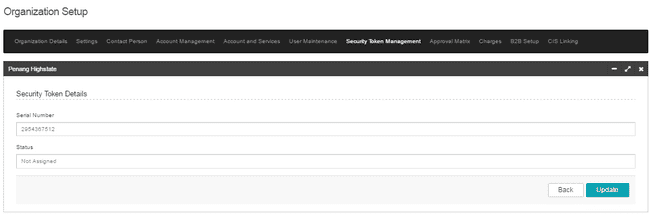 Organization Setup
Organization Details Settings Contact Person Account Management Account and Services User Maintenance Security Token Management Approval Matrix Charges B2B Setup CIS Linking
Penang Highstate
Security Token Details
Serial Number
2954367512
Status
Not Assigned
Back Update